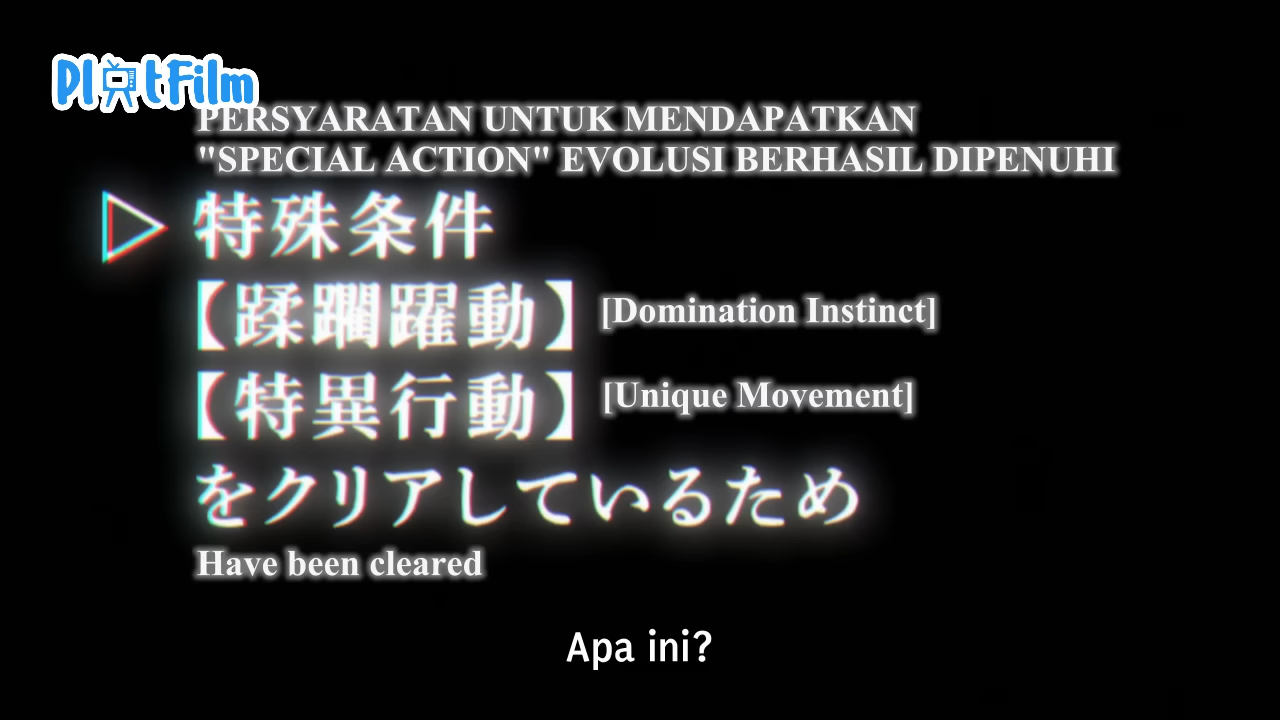 PlotFilm
PERSYARATAN UNTUK MENDAPATKAN
"SPECIAL ACTION" EVOLUSI BERHASIL DIPENUHI
特殊条件
【蹂躙躍動】 [Domination Instinct]
【特異行動】 [Unique Movement]
をクリアしているため
Have been cleared
Apa ini?